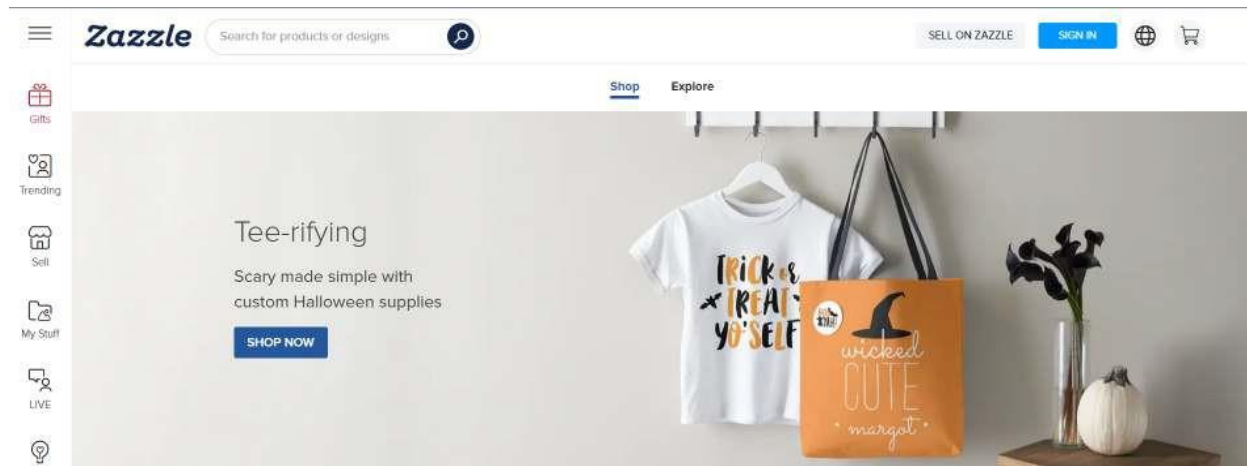 Zazzle
Search for products or designs
SELL ON ZAZZLE
SIGN IN
Shop
Explore
Gifts
Trending
Sell
My Stuff
LIVE
Tee-rifying
Scary made simple with
custom Halloween supplies
SHOP NOW
TRiCK or
TREAT
YO'SELF
wicked
CUTE
margot